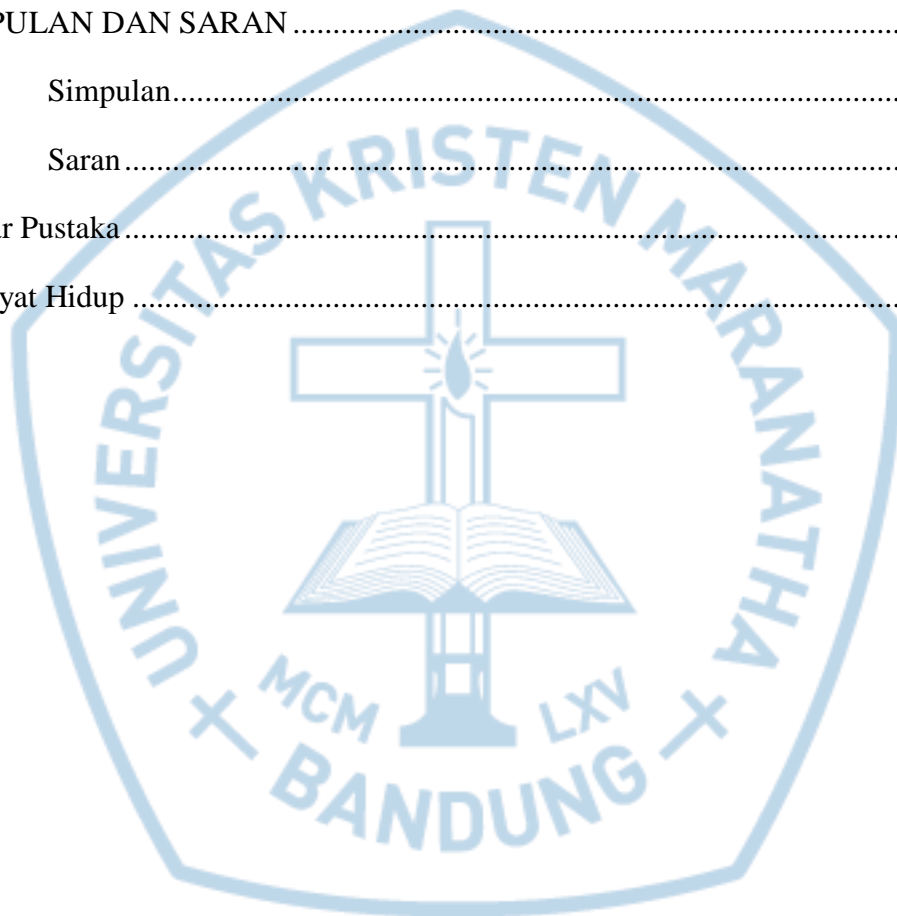 PULAN DAN SARAN ...........................................................................
Simpulan...........................................................................................
Saran.................................................................................................
r Pustaka................................................................................................
yat Hidup ...............................................................................................
UNIVERSITAS KRISTEN MARANATHA
MCM LXV
BANDUNG